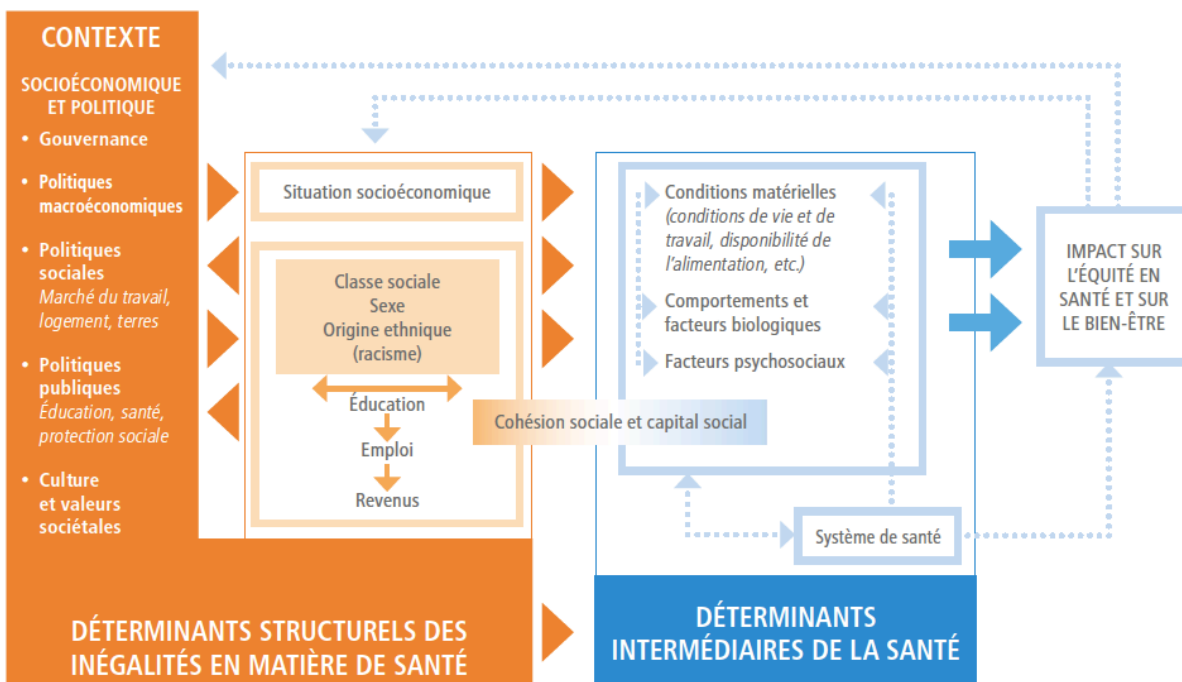 CONTEXTE
SOCIOÉCONOMIQUE
ET POLITIQUE
• Gouvernance
• Politiques
macroéconomiques
• Politiques
sociales
Marché du travail,
logement, terres
• Politiques
publiques
Éducation, santé,
protection sociale
• Culture
et valeurs
sociétales
Situation socioéconomique
Classe sociale
Sexe
Origine ethnique
(racisme)
Éducation
Emploi
Revenus
Cohésion sociale et capital social
Conditions matérielles
(conditions de vie et de
travail, disponibilité de
l'alimentation, etc.)
Comportements et
facteurs biologiques
Facteurs psychosociaux
Système de santé
IMPACT SUR
L'ÉQUITÉ EN
SANTÉ ET SUR
LE BIEN-ÊTRE
DÉTERMINANTS STRUCTURELS DES
INÉGALITÉS EN MATIÈRE DE SANTÉ
DÉTERMINANTS
INTERMÉDIAIRES DE LA SANTÉ